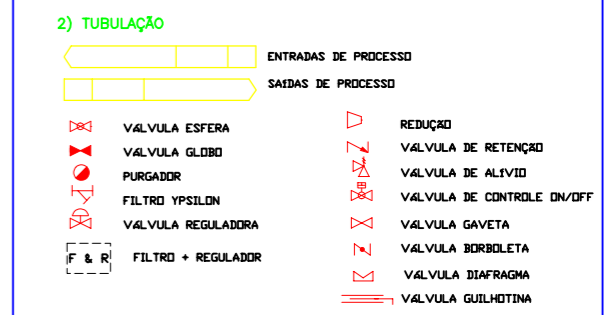 2) TUBULAÇÃO
ENTRADAS DE PROCESSO
SAÍDAS DE PROCESSO
VÁLVULA ESFERA
VÁLVULA GLOBO
PURGADOR
FILTRO YPSILON
VÁLVULA REGULADORA
F & R
FILTRO + REGULADOR
REDUÇÃO
VÁLVULA DE RETENÇÃO
VÁLVULA DE ALÍVIO
VÁLVULA DE CONTROLE ON/OFF
VÁLVULA GAVETA
VÁLVULA BORBOLETA
VÁLVULA DIAFRAGMA
VÁLVULA GUILHOTINA